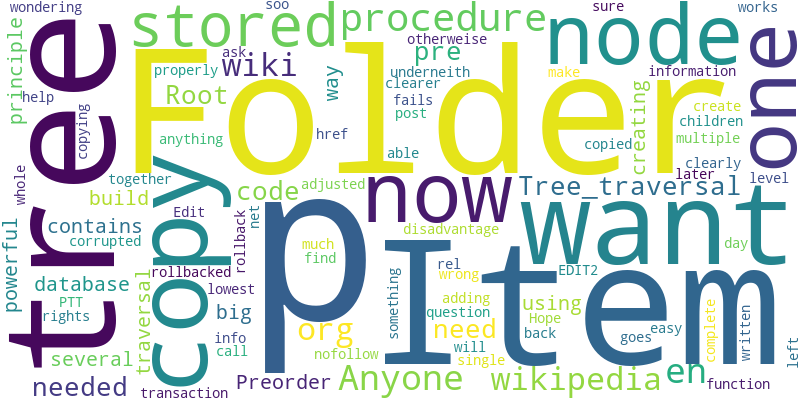 wondering
soo
sure
works
tree
principle
stored
procedure
otherweise
node
one
Folder
pre
wiki
ask
underneith
clearer
way
properly
make
information
help
Root
copying
fails
post
href
create
creating
children
multiple
anything
able
copied
clearly
whole
together
adjusted
later
level
build
code
now
Tree_traversal
copy
p
Item
want
Edit
net
rollback
contains
powerful
corrupted
disadvantage
day
much
find
rollbacked
rel
wrong
EDIT2
something
database
traversal
lowest
adding
using
PTT
rights
info
big
question
Hope
back
goes
easy
complete
written
left
org
need
will
single
several
call
nofollow
needed
transaction
Preorder
Anyone
wikipedia
en
function